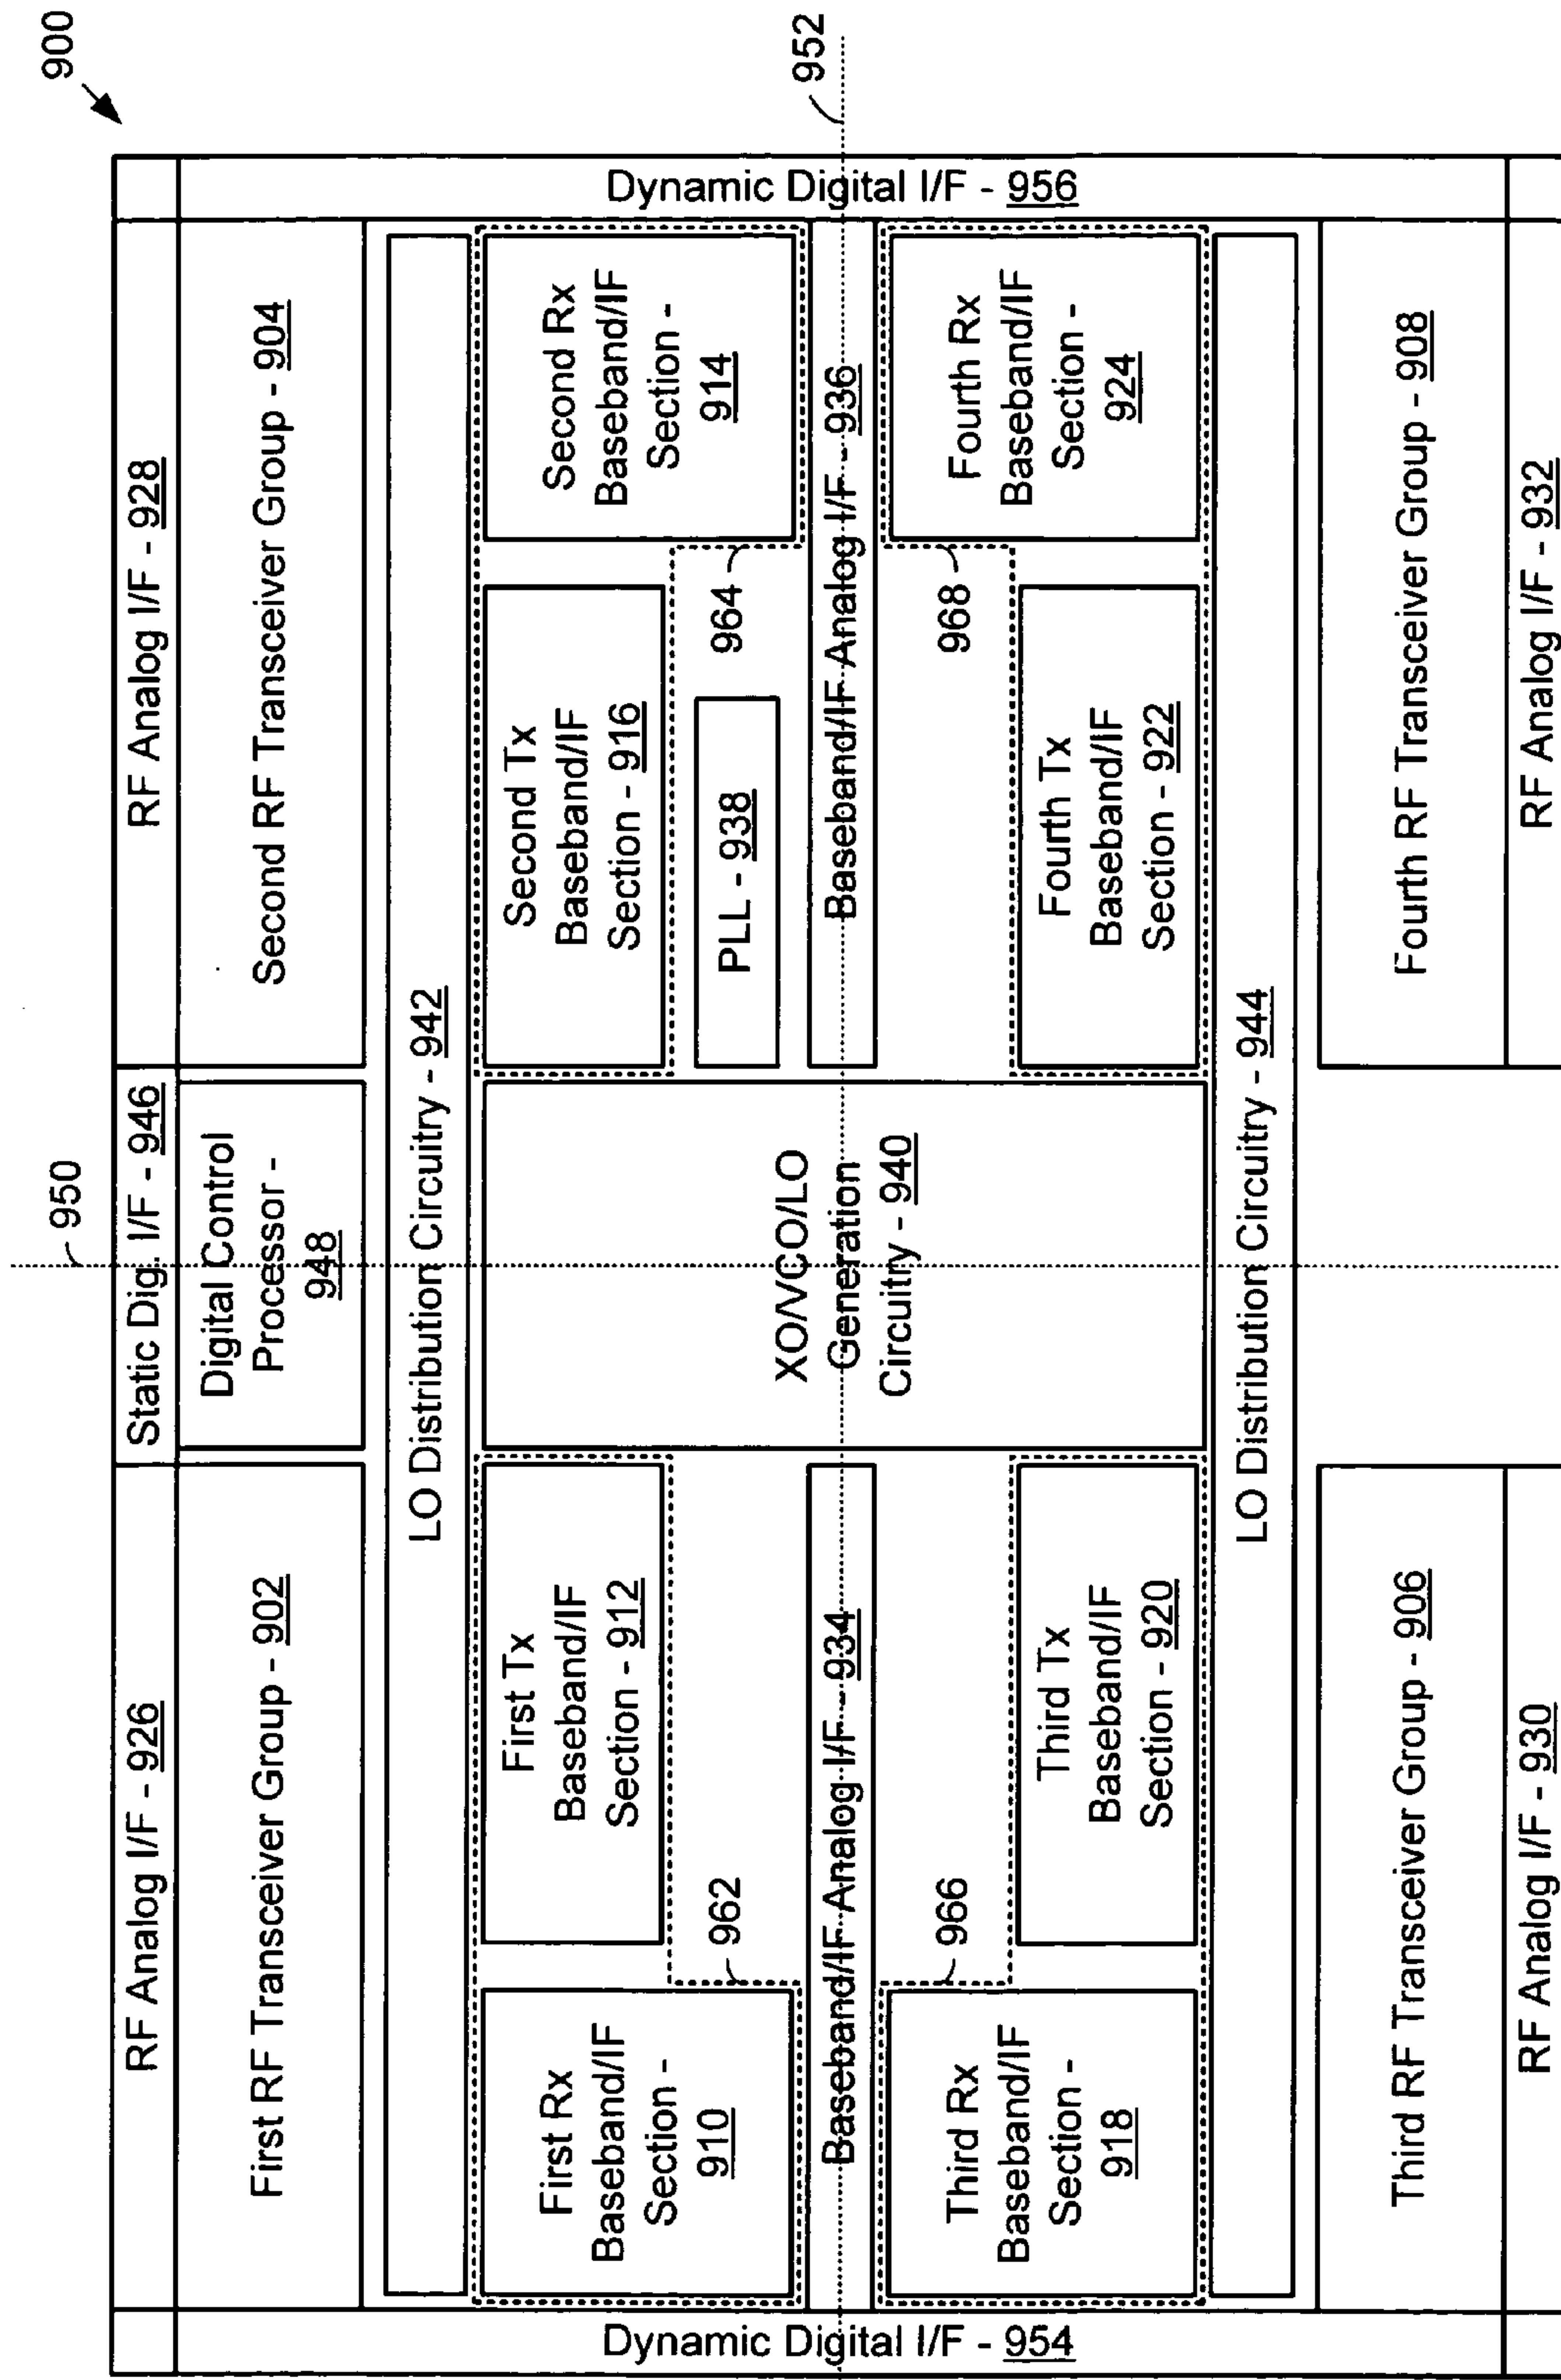 900
950
RF Analog I/F - 926
Static Dig. I/F - 946
RF Analog I/F - 928
First RF Transceiver Group - 902
Digital Control
Processor -
948
Second RF Transceiver Group - 904
LO Distribution Circuitry - 942
First Rx
Baseband/IF
Section -
910
First Tx
Baseband/IF
Section - 912
962
Second Tx
Baseband/IF
Section - 916
PLL - 938
964
Second Rx
Baseband/IF
Section -
914
Dynamic Digital I/F - 954
Baseband/IF Analog I/F - 934
XO/VCO/LO
Generation
Circuitry - 940
Baseband/IF Analog I/F - 936
Dynamic Digital I/F - 956
952
Third Rx
Baseband/IF
Section -
918
966
Third Tx
Baseband/IF
Section - 920
Fourth Tx
Baseband/IF
Section - 922
968
Fourth Rx
Baseband/IF
Section -
924
LO Distribution Circuitry - 944
Third RF Transceiver Group - 906
Fourth RF Transceiver Group - 908
RF Analog I/F - 930
RF Analog I/F - 932